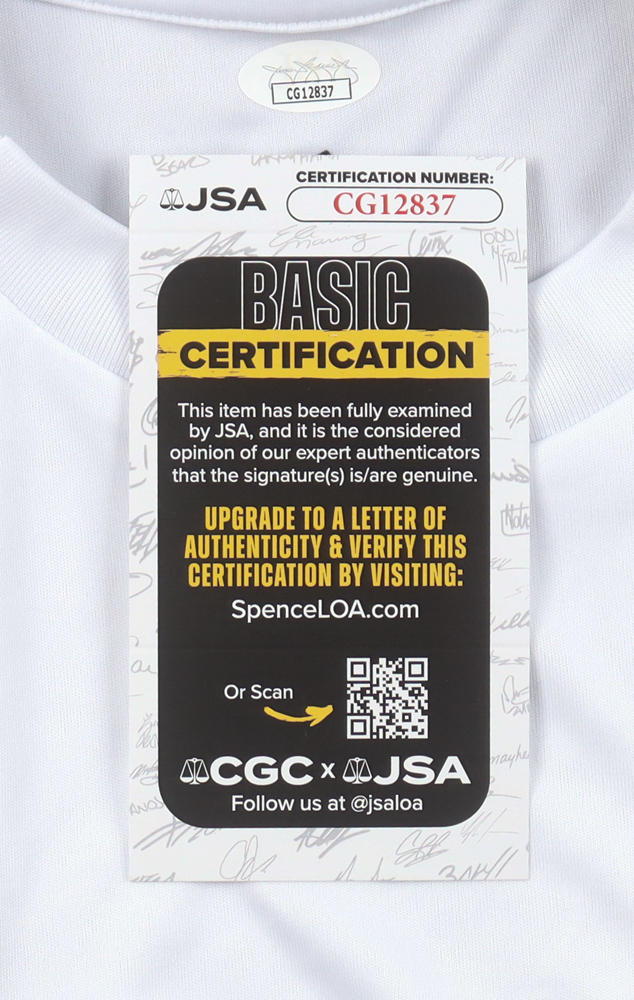 CG12837
JSA
CERTIFICATION NUMBER:
CG12837
BASIC
CERTIFICATION
This item has been fully examined
by JSA, and it is the considered
opinion of our expert authenticators
that the signature(s) is/are genuine.
UPGRADE TO A LETTER OF
AUTHENTICITY & VERIFY THIS
CERTIFICATION BY VISITING:
SpenceLOA.com
Or Scan
CGC x JSA
Follow us at @jsaloa